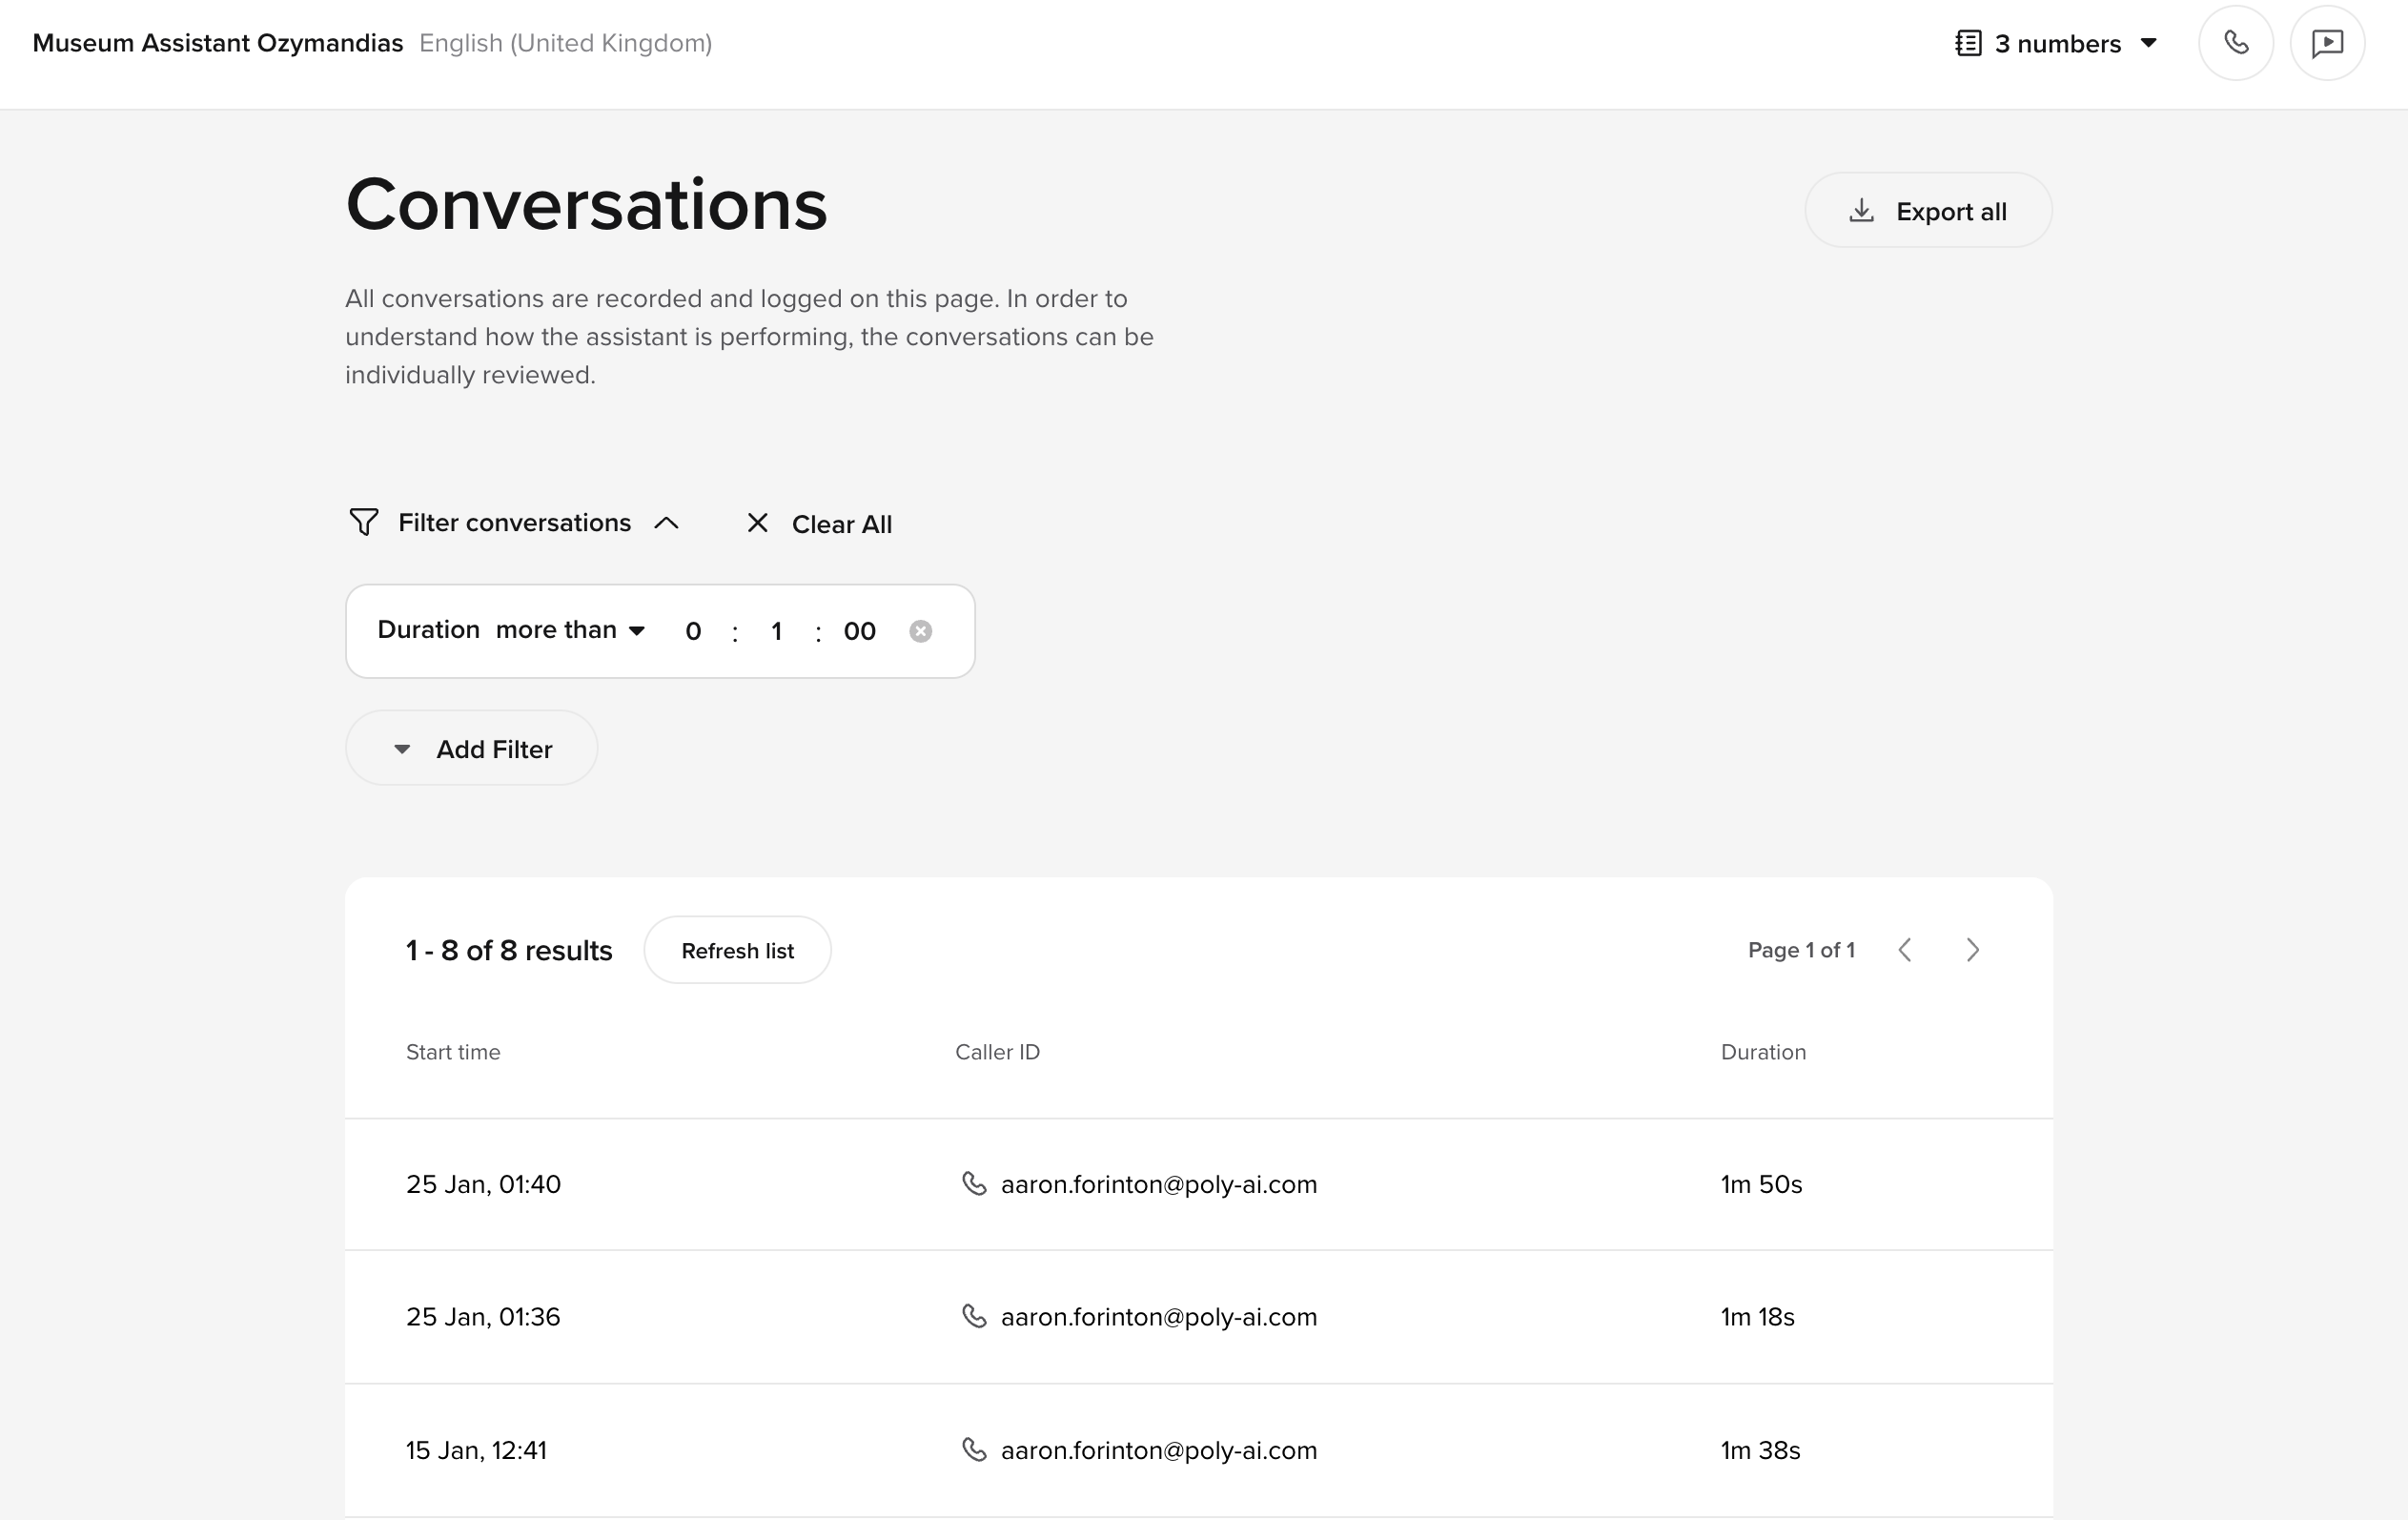 Museum Assistant Ozymandias English (United Kingdom) 3 numbers
Conversations
Export all
All conversations are recorded and logged on this page. In order to
understand how the assistant is performing, the conversations can be
individually reviewed.
Filter conversations Clear All
Duration more than 0 : 1 : 00
Add Filter
1 - 8 of 8 results Refresh list Page 1 of 1
Start time Caller ID Duration
25 Jan, 01:40 aaron.forinton@poly-ai.com 1m 50s
25 Jan, 01:36 aaron.forinton@poly-ai.com 1m 18s
15 Jan, 12:41 aaron.forinton@poly-ai.com 1m 38s